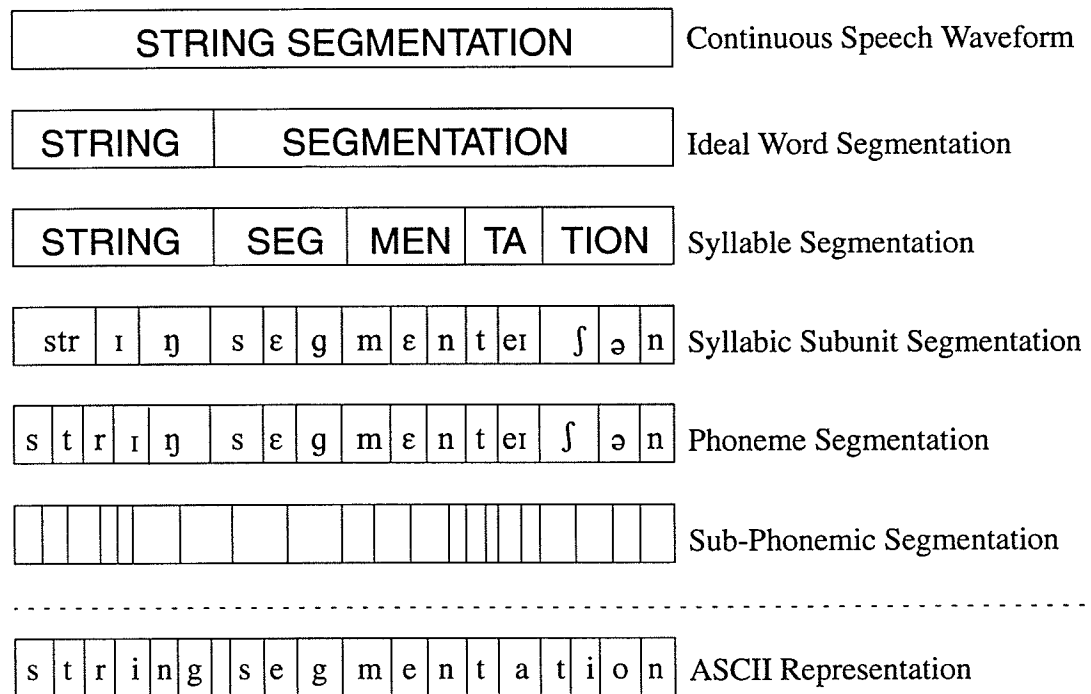 STRING SEGMENTATION Continuous Speech Waveform
STRING SEGMENTATION Ideal Word Segmentation
STRING SEG MEN TA TION Syllable Segmentation
str ɪ ŋ s ɛ g m ɛ n t eɪ ʃ ə n Syllabic Subunit Segmentation
s t r ɪ ŋ s ɛ g m ɛ n t eɪ ʃ ə n Phoneme Segmentation
Sub-Phonemic Segmentation
s t r i n g s e g m e n t a t i o n ASCII Representation